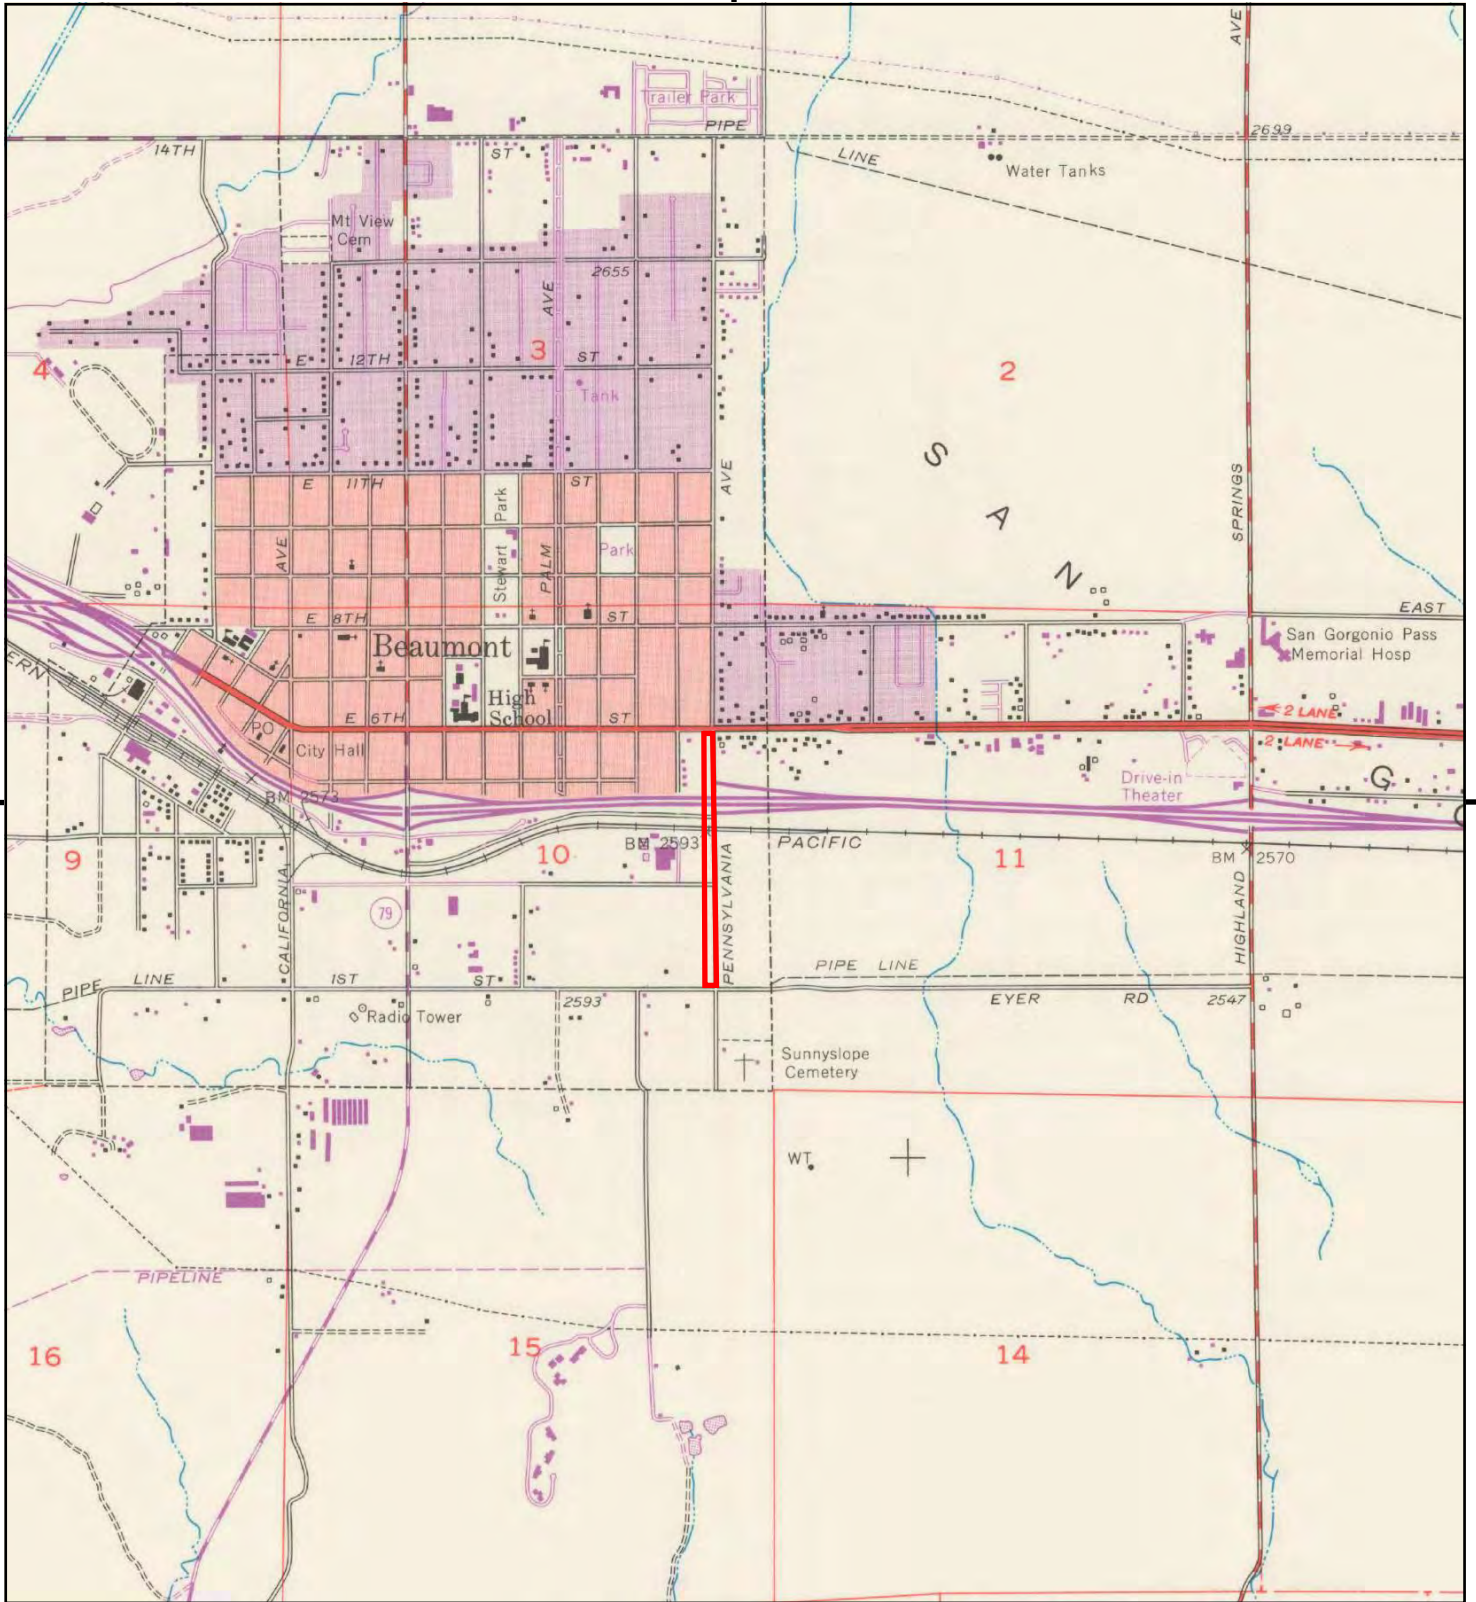 AVE
Trailer Park
PIPE
2699
14TH
ST
LINE
Water Tanks
Mt View
Cem
2655
AVE
3
E
12TH
ST
4
2
Tank
S
AVE
SPRINGS
E
11TH
ST
Park
A
AVE
Stewart
PALM
Park
N
E 8TH
ST
EAST
Beaumont
San Gorgonio Pass
Memorial Hosp
ERN
High
School
E 6TH
ST
PO
City Hall
2 LANE
2 LANE
G
Drive-in
Theater
BM 2573
BM 2593
PACIFIC
9
10
11
BM 2570
PENNSYLVANIA
HIGHLAND
CALIFORNIA
79
PIPE
LINE
1ST
ST
PIPE LINE
2593
EYER
RD
2547
Radio Tower
Sunnyslope
Cemetery
WT
PIPELINE
16
15
14